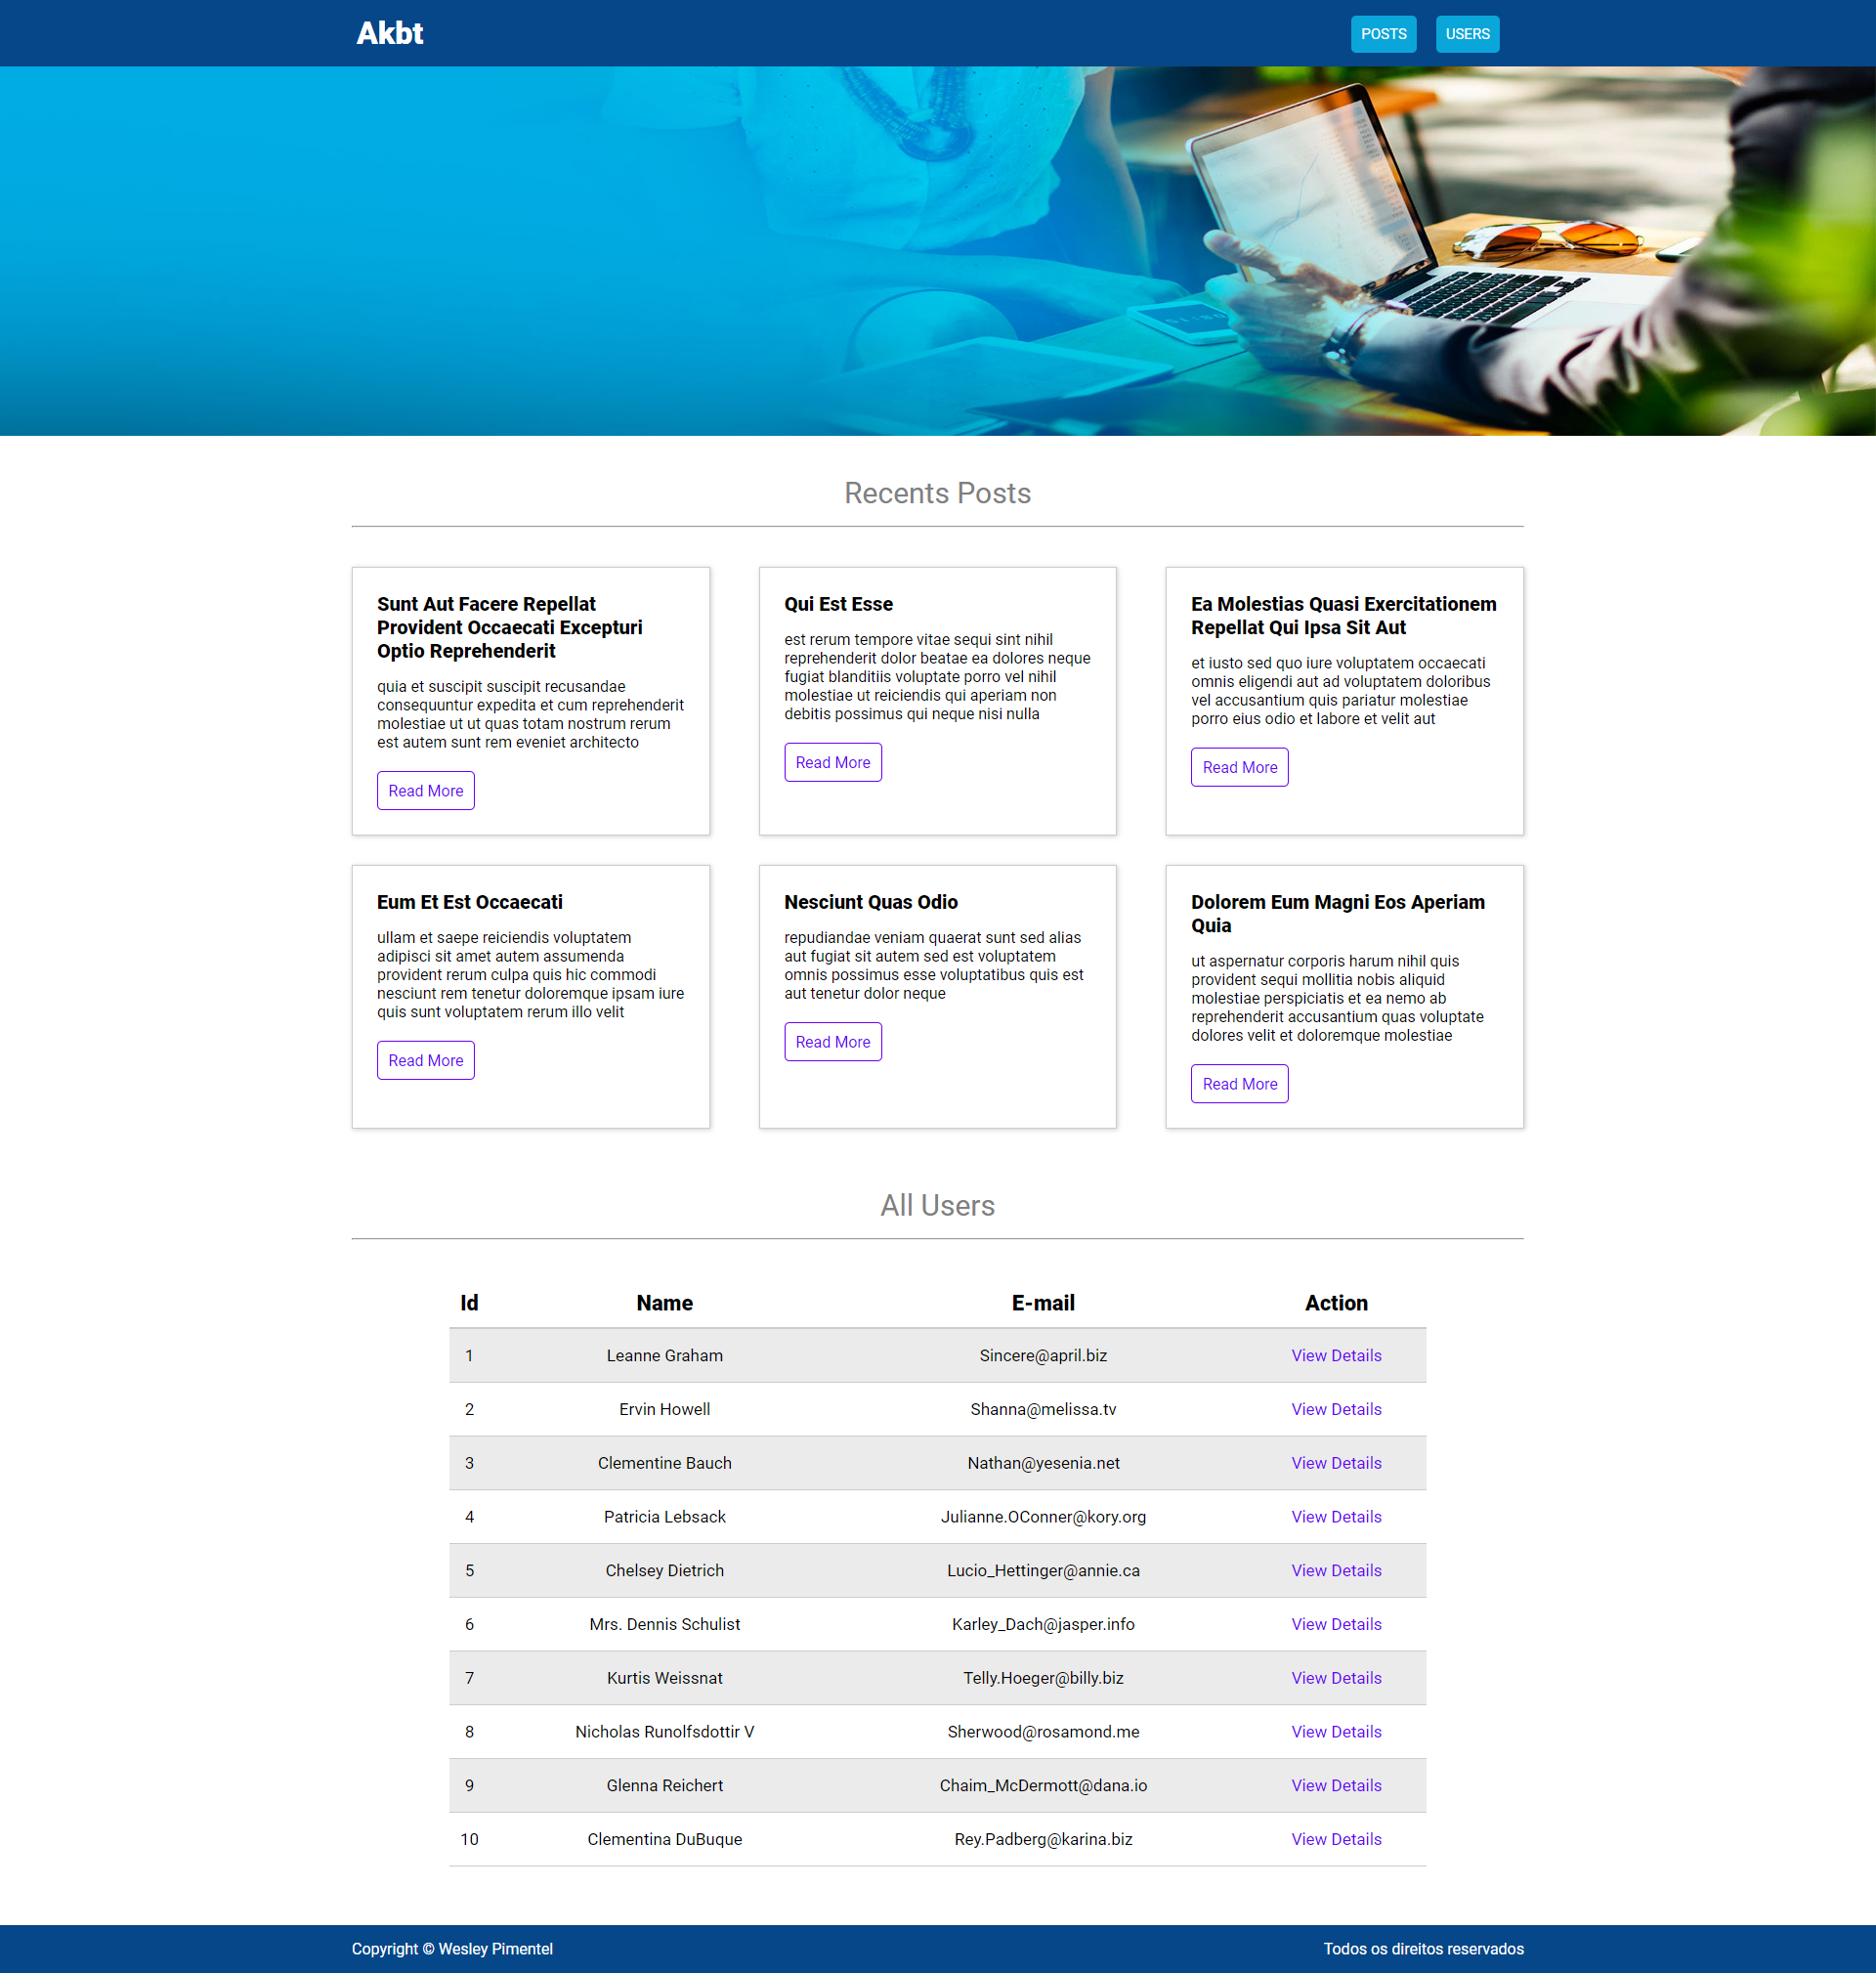 Akbt
POSTS USERS
Recents Posts
Sunt Aut Facere Repellat
Provident Occaecati Excepturi
Optio Reprehenderit
quia et suscipit suscipit recusandae
consequuntur expedita et cum reprehenderit
molestiae ut ut quas totam nostrum rerum
est autem sunt rem eveniet architecto
Read More
Qui Est Esse
est rerum tempore vitae sequi sint nihil
reprehenderit dolor beatae ea dolores neque
fugiat blanditiis voluptate porro vel nihil
molestiae ut reiciendis qui aperiam non
debitis possimus qui neque nisi nulla
Read More
Ea Molestias Quasi Exercitationem
Repellat Qui Ipsa Sit Aut
et iusto sed quo iure voluptatem occaecati
omnis eligendi aut ad voluptatem doloribus
vel accusantium quis pariatur molestiae
porro eius odio et labore et velit aut
Read More
Eum Et Est Occaecati
ullam et saepe reiciendis voluptatem
adipisci sit amet autem assumenda
provident rerum culpa quis hic commodi
nesciunt rem tenetur doloremque ipsam iure
quis sunt voluptatem rerum illo velit
Read More
Nesciunt Quas Odio
repudiandae veniam quaerat sunt sed alias
aut fugiat sit autem sed est voluptatem
omnis possimus esse voluptatibus quis est
aut tenetur dolor neque
Read More
Dolorem Eum Magni Eos Aperiam
Quia
ut aspernatur corporis harum nihil quis
provident sequi mollitia nobis aliquid
molestiae perspiciatis et ea nemo ab
reprehenderit accusantium quas voluptate
dolores velit et doloremque molestiae
Read More
All Users
Id Name E-mail Action
1 Leanne Graham Sincere@april.biz View Details
2 Ervin Howell Shanna@melissa.tv View Details
3 Clementine Bauch Nathan@yesenia.net View Details
4 Patricia Lebsack Julianne.OConner@kory.org View Details
5 Chelsey Dietrich Lucio_Hettinger@annie.ca View Details
6 Mrs. Dennis Schulist Karley_Dach@jasper.info View Details
7 Kurtis Weissnat Telly.Hoeger@billy.biz View Details
8 Nicholas Runolfsdottir V Sherwood@rosamond.me View Details
9 Glenna Reichert Chaim_McDermott@dana.io View Details
10 Clementina DuBuque Rey.Padberg@karina.biz View Details
Copyright © Wesley Pimentel Todos os direitos reservados